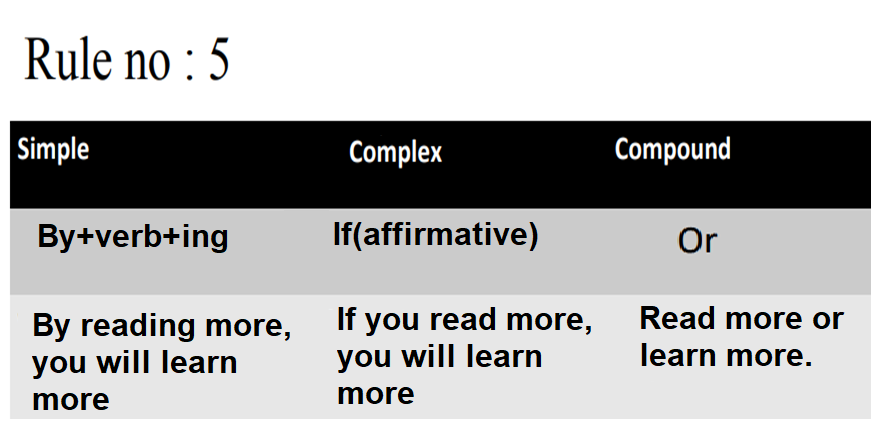 Rule no : 5
Simple
Complex
Compound
By+verb+ing
If(affirmative)
Or
By reading more,
you will learn
more
If you read more,
you will learn
more
Read more or
learn more.